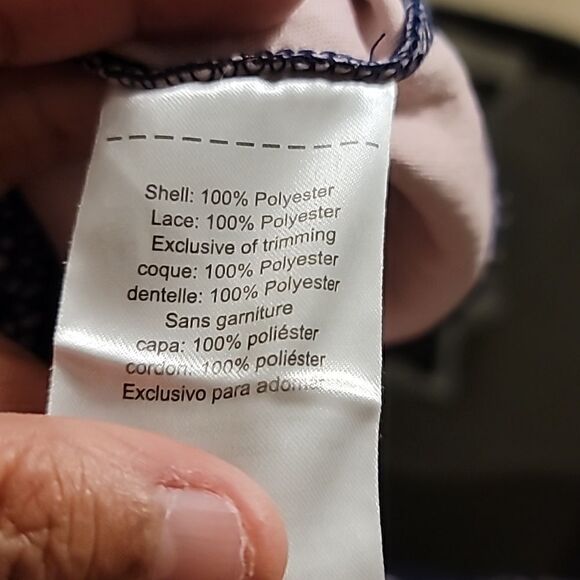 Shell: 100% Polyester
Lace: 100% Polyester
Exclusive of trimming
coque: 100% Polyester
dentelle: 100% Polyester
Sans garniture
capa: 100% poliéster
cordon: 100% poliéster
Exclusivo para